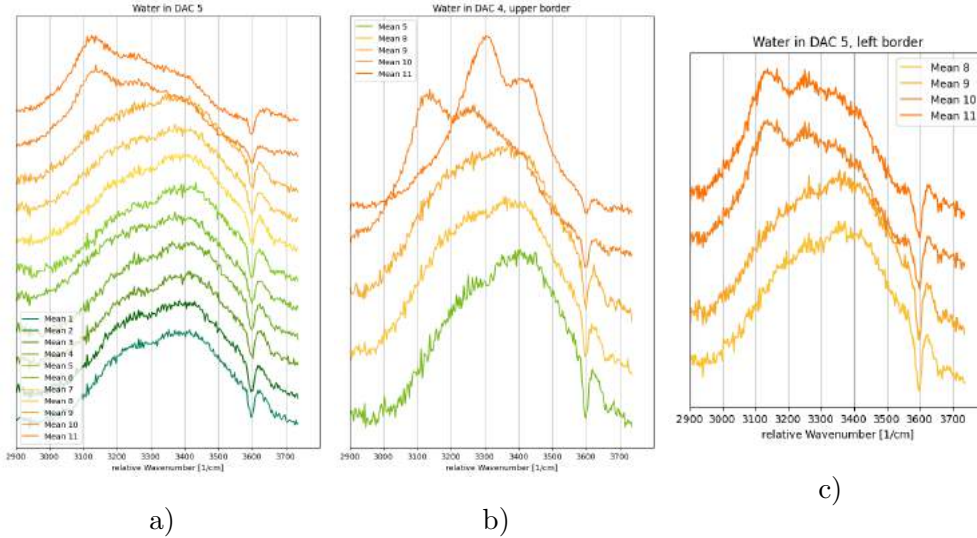 Water in DAC 5
Mean 1
Mean 2
Mean 3
Mean 4
Mean 5
Mean 6
Mean 7
Mean 8
Mean 9
Mean 10
Mean 11
2900 3000 3100 3200 3300 3400 3500 3600 3700
relative Wavenumber [1/cm]
a)
Water in DAC 4, upper border
Mean 5
Mean 8
Mean 9
Mean 10
Mean 11
2900 3000 3100 3200 3300 3400 3500 3600 3700
relative Wavenumber [1/cm]
b)
Water in DAC 5, left border
Mean 8
Mean 9
Mean 10
Mean 11
2900 3000 3100 3200 3300 3400 3500 3600 3700
relative Wavenumber [1/cm]
c)